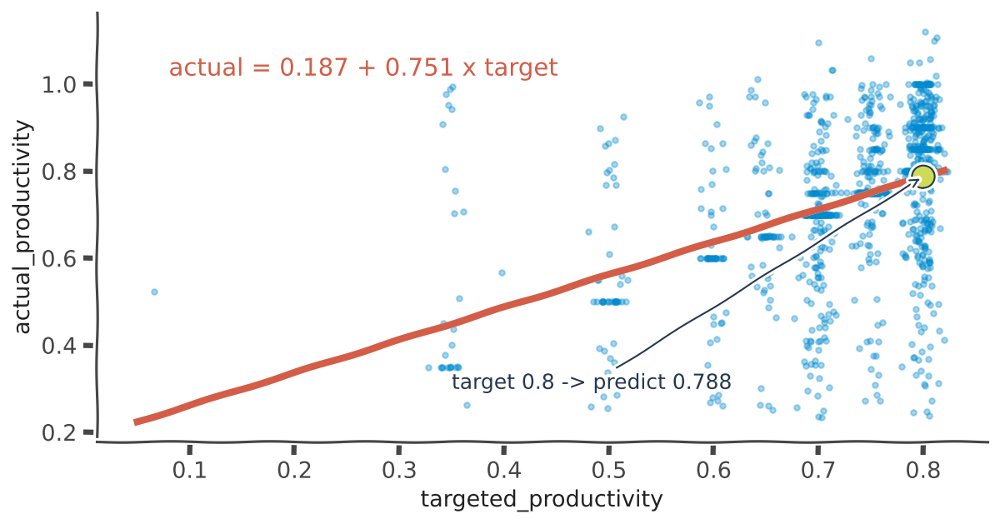 actual = 0.187 + 0.751 x target
1.0
0.8
0.6
0.4
0.2
actual_productivity
target 0.8 -> predict 0.788
0.1 0.2 0.3 0.4 0.5 0.6 0.7 0.8
targeted_productivity